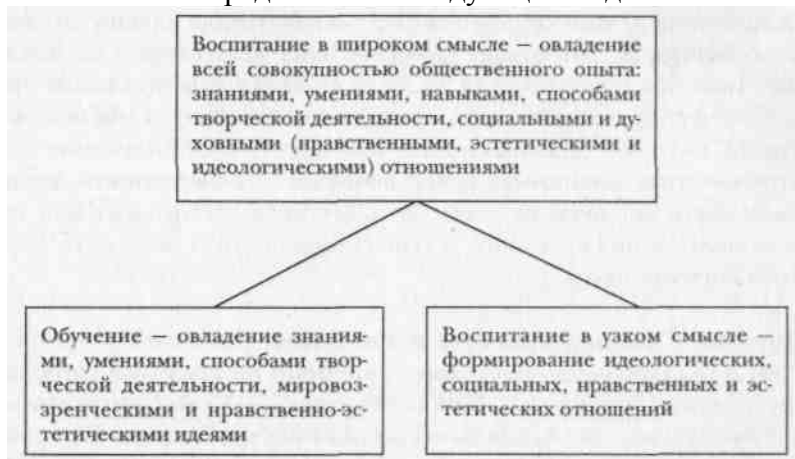 Воспитание в широком смысле — овладение
всей совокупностью общественного опыта:
знаниями, умениями, навыками, способами
творческой деятельности, социальными и ду-
ховными (нравственными, эстетическими и
идеологическими) отношениями
Обучение — овладение знания-
ми, умениями, способами твор-
ческой деятельности, мировоз-
зренческими и нравственно-эс-
тетическими идеями
Воспитание в узком смысле —
формирование идеологических,
социальных, нравственных и эс-
тетических отношений